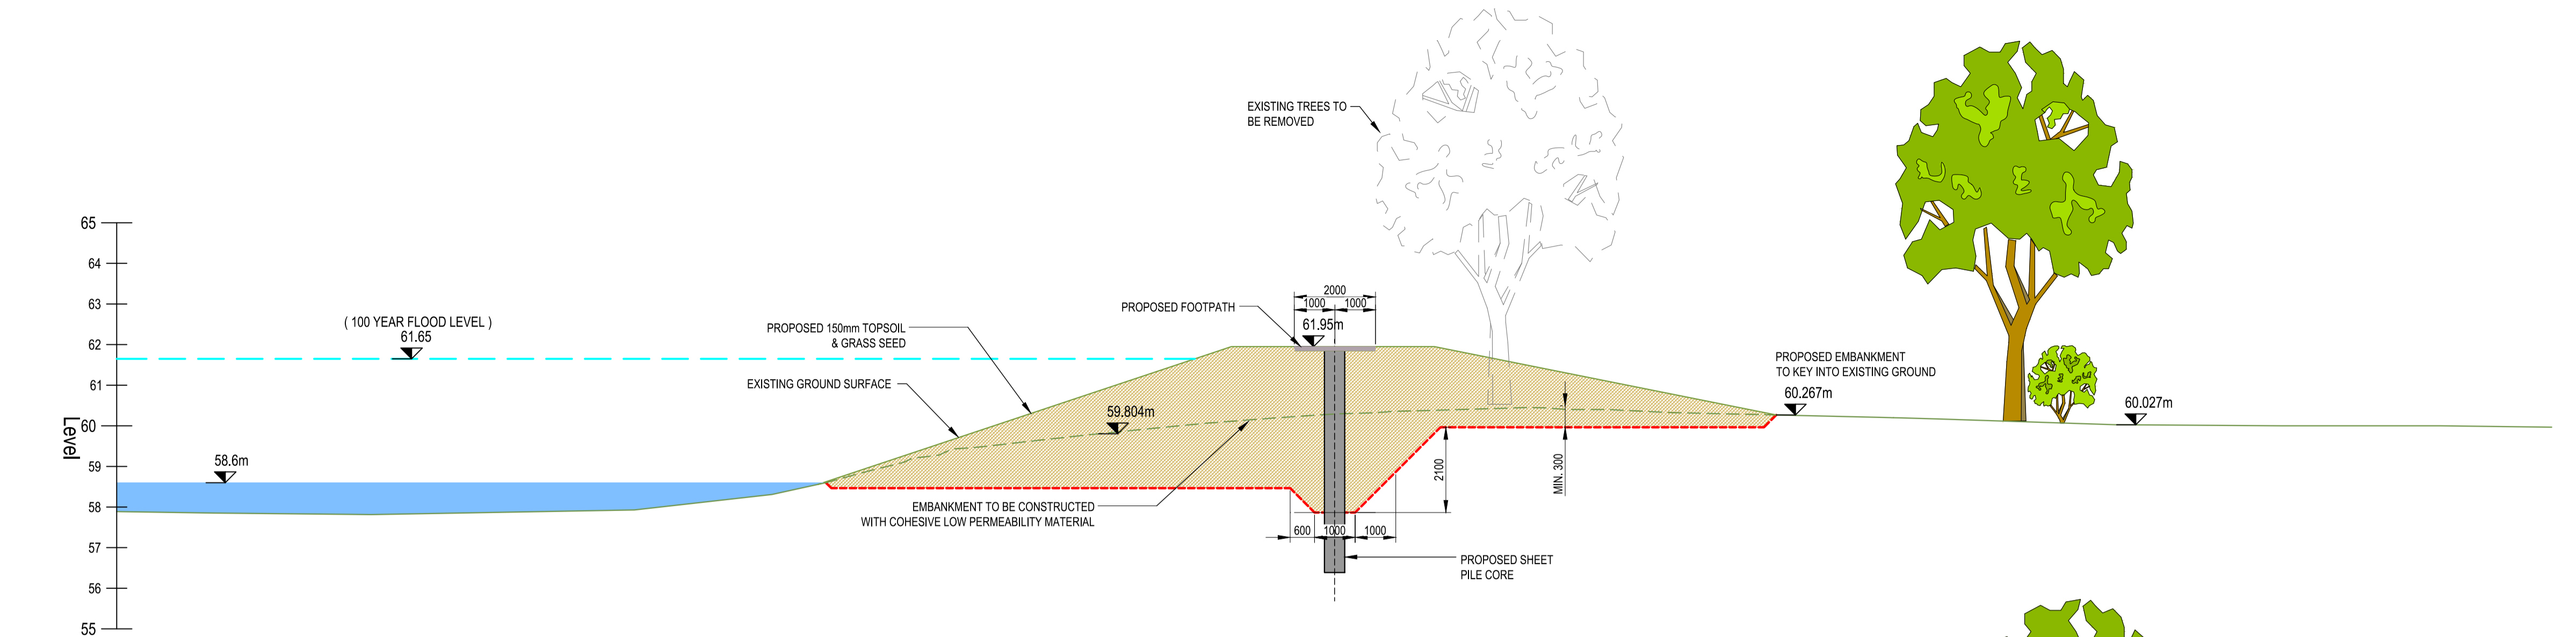 EXISTING TREES TO
BE REMOVED
65
64
63
62
61
60
59
58
57
56
55
Level
( 100 YEAR FLOOD LEVEL )
61.65
58.6m
PROPOSED 150mm TOPSOIL
& GRASS SEED
EXISTING GROUND SURFACE
59.804m
EMBANKMENT TO BE CONSTRUCTED
WITH COHESIVE LOW PERMEABILITY MATERIAL
PROPOSED FOOTPATH
2000
1000 1000
61.95m
2100
MIN. 300
600 1000 1000
PROPOSED SHEET
PILE CORE
PROPOSED EMBANKMENT
TO KEY INTO EXISTING GROUND
60.267m
60.027m